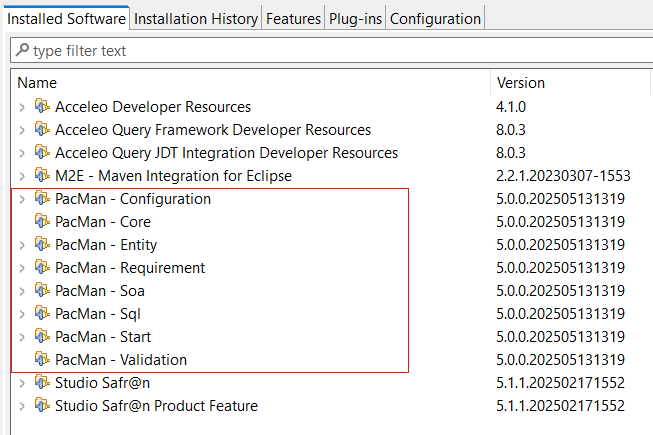 Installed Software Installation History Features Plug-ins Configuration
type filter text
Name Version
Acceleo Developer Resources 4.1.0
Acceleo Query Framework Developer Resources 8.0.3
Acceleo Query JDT Integration Developer Resources 8.0.3
M2E - Maven Integration for Eclipse 2.2.1.20230307-1553
PacMan - Configuration 5.0.0.202505131319
PacMan - Core 5.0.0.202505131319
PacMan - Entity 5.0.0.202505131319
PacMan - Requirement 5.0.0.202505131319
PacMan - Soa 5.0.0.202505131319
PacMan - Sql 5.0.0.202505131319
PacMan - Start 5.0.0.202505131319
PacMan - Validation 5.0.0.202505131319
Studio Safr@n 5.1.1.202502171552
Studio Safr@n Product Feature 5.1.1.202502171552